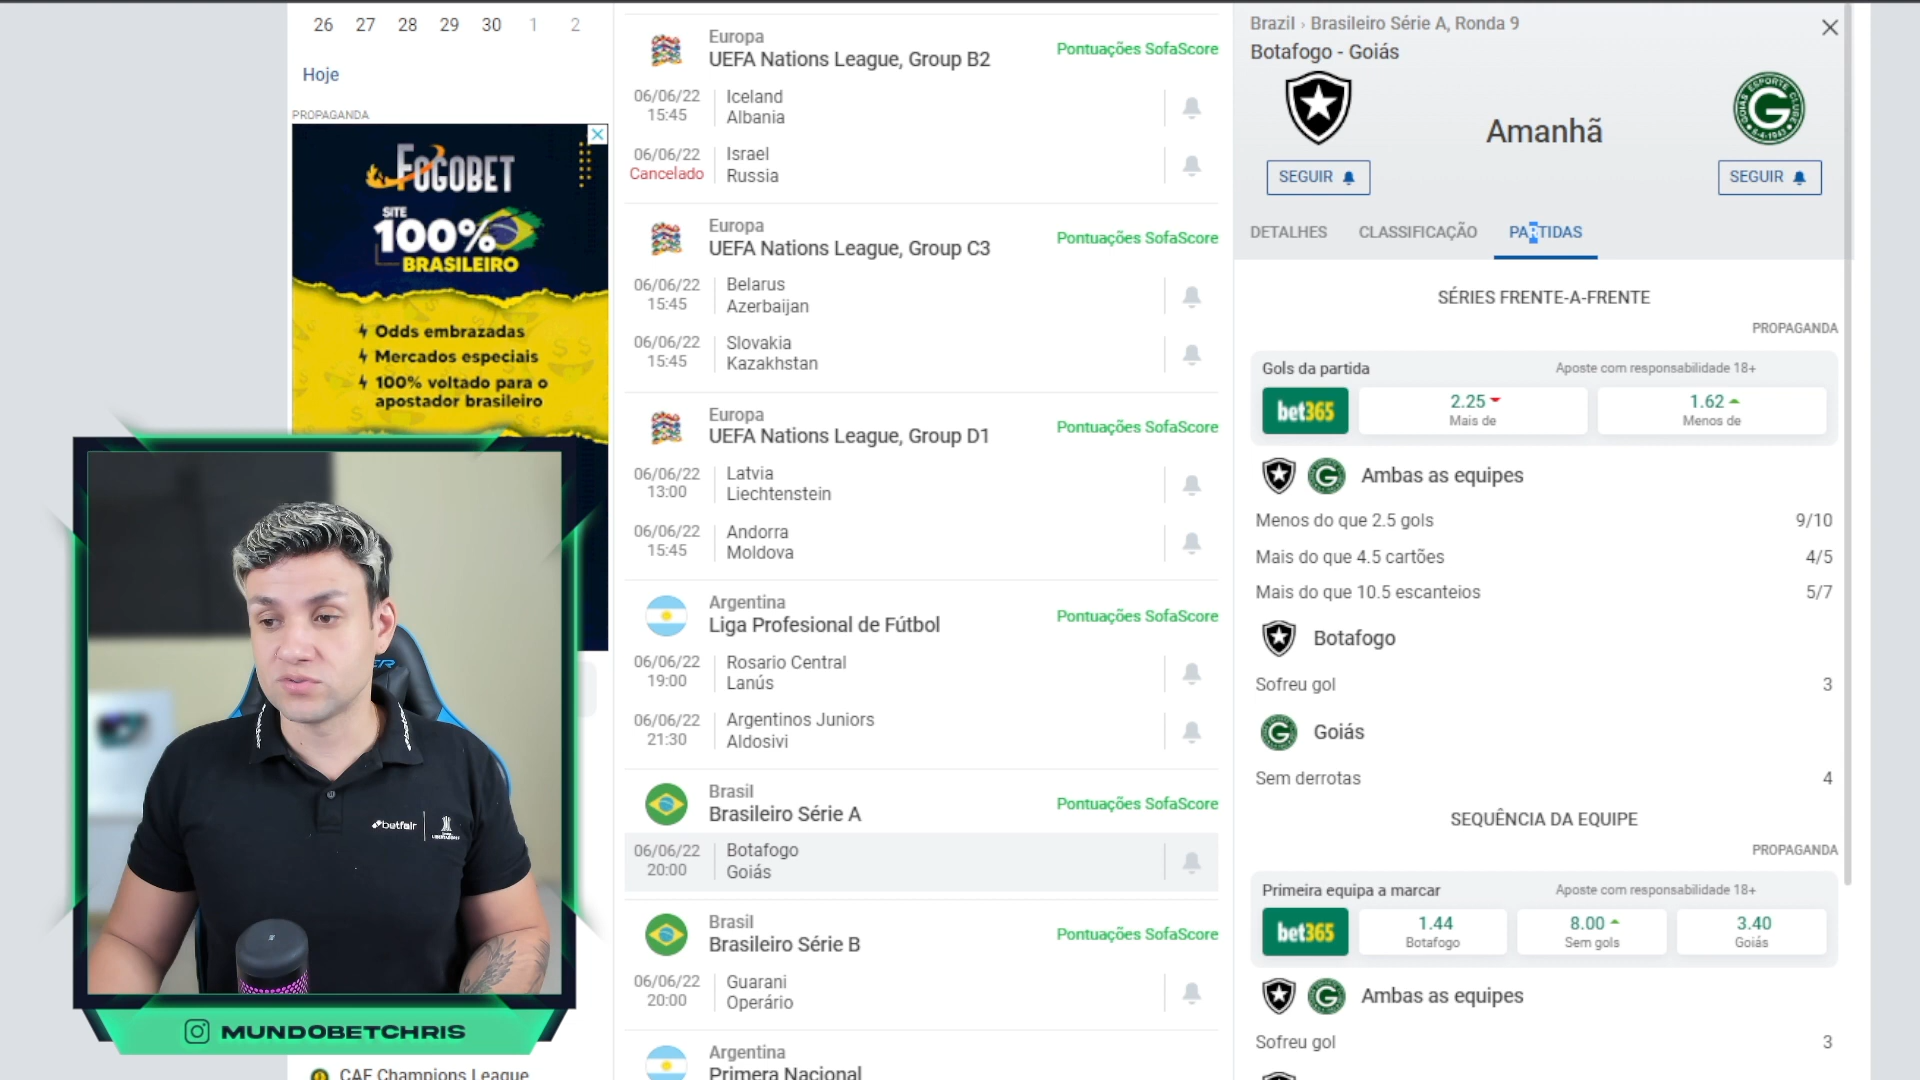 26 27 28 29 30 1 2
Hoje
PROPAGANDA
FOGOBET
SITE
100%
BRASILEIRO
Odds embrazadas
Mercados especiais
100% voltado para o
apostador brasileiro
betfair
MUNDOBETCHRIS
CAF Champions League
Europa
UEFA Nations League, Group B2
Pontuações SofaScore
06/06/22 Iceland
15:45 Albania
06/06/22 Israel
Cancelado Russia
Europa
UEFA Nations League, Group C3
Pontuações SofaScore
06/06/22 Belarus
15:45 Azerbaijan
06/06/22 Slovakia
15:45 Kazakhstan
Europa
UEFA Nations League, Group D1
Pontuações SofaScore
06/06/22 Latvia
13:00 Liechtenstein
06/06/22 Andorra
15:45 Moldova
Argentina
Liga Profesional de Fútbol
Pontuações SofaScore
06/06/22 Rosario Central
19:00 Lanús
06/06/22 Argentinos Juniors
21:30 Aldosivi
Brasil
Brasileiro Série A
Pontuações SofaScore
06/06/22 Botafogo
20:00 Goiás
Brasil
Brasileiro Série B
Pontuações SofaScore
06/06/22 Guarani
20:00 Operário
Argentina
Primera Nacional
Brazil › Brasileiro Série A, Ronda 9
Botafogo - Goiás
Amanhã
SEGUIR SEGUIR
DETALHES CLASSIFICAÇÃO PARTIDAS
SÉRIES FRENTE-A-FRENTE
PROPAGANDA
Gols da partida Aposte com responsabilidade 18+
bet365 2.25 1.62
Mais de Menos de
Ambas as equipes
Menos do que 2.5 gols 9/10
Mais do que 4.5 cartões 4/5
Mais do que 10.5 escanteios 5/7
Botafogo
Sofreu gol 3
Goiás
Sem derrotas 4
SEQUÊNCIA DA EQUIPE
PROPAGANDA
Primeira equipa a marcar Aposte com responsabilidade 18+
bet365 1.44 8.00 3.40
Botafogo Sem gols Goiás
Ambas as equipes
Sofreu gol 3